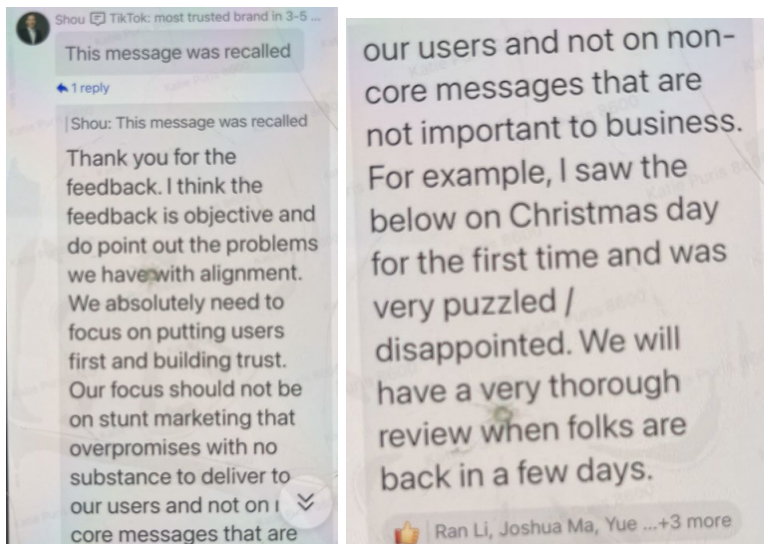 Shou TikTok: most trusted brand in 3-5 ...
This message was recalled
1 reply
Shou: This message was recalled
Thank you for the
feedback. I think the
feedback is objective and
do point out the problems
we have with alignment.
We absolutely need to
focus on putting users
first and building trust.
Our focus should not be
on stunt marketing that
overpromises with no
substance to deliver to
our users and not on
core messages that are
our users and not on non-
core messages that are
not important to business.
For example, I saw the
below on Christmas day
for the first time and was
very puzzled /
disappointed. We will
have a very thorough
review when folks are
back in a few days.
Ran Li, Joshua Ma, Yue ...+3 more